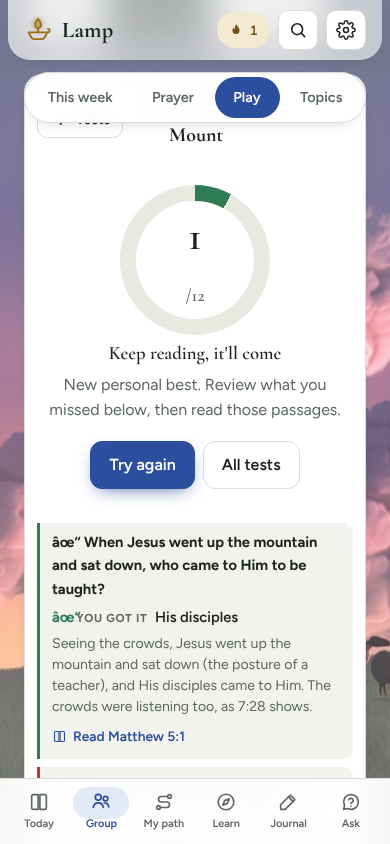 Lamp
1
This week Prayer Play Topics
Mount
1
/12
Keep reading, it'll come
New personal best. Review what you
missed below, then read those passages.
Try again All tests
âœ“ When Jesus went up the mountain
and sat down, who came to Him to be
taught?
âœ“ YOU GOT IT His disciples
Seeing the crowds, Jesus went up the
mountain and sat down (the posture of a
teacher), and His disciples came to Him. The
crowds were listening too, as 7:28 shows.
Read Matthew 5:1
Today Group My path Learn Journal Ask